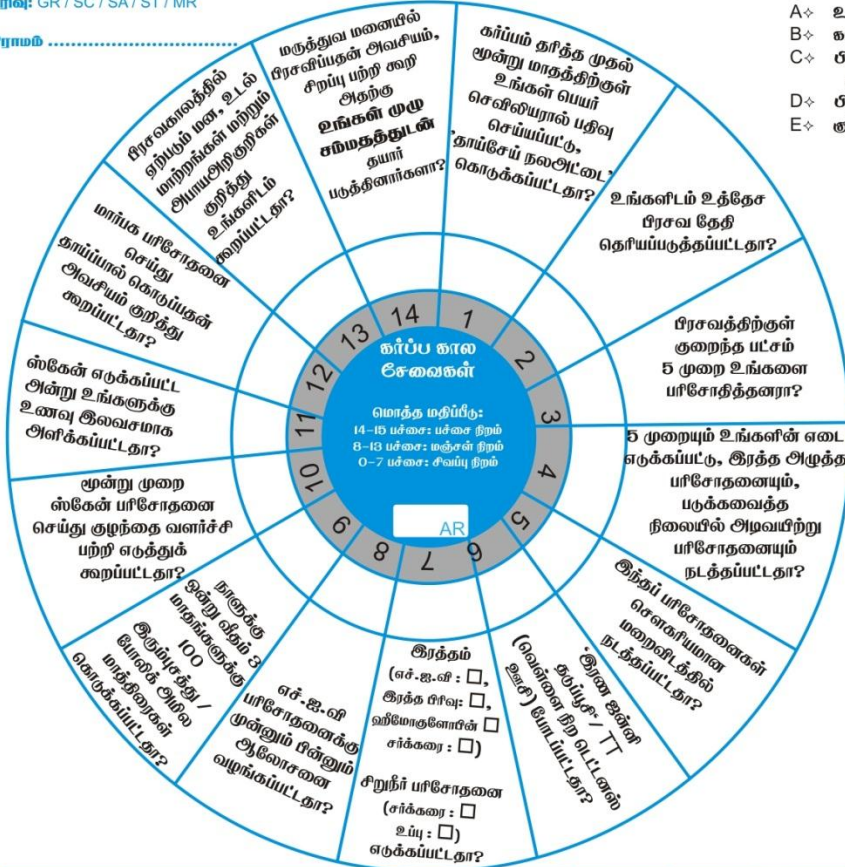 GR / SC / SA / ST / MR
A✧
B✧
C✧
D✧
E✧
கர்ப்பம் தரித்த முதல்
மூன்று மாதத்திற்குள்
உங்கள் பெயர்
செவிலியரால் பதிவு
செய்யப்பட்டு,
'தாய்சேய் நலஅட்டை'
கொடுக்கப்பட்டதா?
உங்களிடம் உத்தேச
பிரசவ தேதி
தெரியப்படுத்தப்பட்டதா?
பிரசவத்திற்குள்
குறைந்த பட்சம்
5 முறை உங்களை
பரிசோதித்தனரா?
5 முறையும் உங்களின் எடை
எடுக்கப்பட்டு, இரத்த அழுத்த
பரிசோதனையும்,
படுக்கவைத்த
நிலையில் அடிவயிற்று
பரிசோதனையும்
நடத்தப்பட்டதா?
இந்தப் பரிசோதனைகள்
சௌகரியமான
மறைவிடத்தில்
நடத்தப்பட்டதா?
'இரண ஜன்னி
தடுப்பூசி' / TT
(வெள்ளை நிற டெட்டனஸ்
ஊசி) போடப்பட்டதா?
இரத்தம்
(எச்.ஐ.வி : ☐,
இரத்த பிரிவு: ☐,
ஹீமோகுளோபின் ☐
சர்க்கரை : ☐)
சிறுநீர் பரிசோதனை
(சர்க்கரை : ☐
உப்பு : ☐)
எடுக்கப்பட்டதா?
எச்.ஐ.வி
பரிசோதனைக்கு
முன்னும் பின்னும்
ஆலோசனை
வழங்கப்பட்டதா?
நாளுக்கு
ஒன்று வீதம் 3
மாதங்களுக்கு
100
இரும்புசத்து /
போலிக் அமில
மாத்திரைகள்
கொடுக்கப்பட்டதா?
மூன்று முறை
ஸ்கேன் பரிசோதனை
செய்து குழந்தை வளர்ச்சி
பற்றி எடுத்துக்
கூறப்பட்டதா?
ஸ்கேன் எடுக்கப்பட்ட
அன்று உங்களுக்கு
உணவு இலவசமாக
அளிக்கப்பட்டதா?
மார்பக பரிசோதனை
செய்து
தாய்ப்பால் கொடுப்பதன்
அவசியம் குறித்து
கூறப்பட்டதா?
பிரசவகாலத்தில்
ஏற்படும் மன, உடல்
மாற்றங்கள் மற்றும்
அபாயஅறிகுறிகள்
குறித்து
உங்களிடம்
கூறப்பட்டதா?
மருத்துவ மனையில்
பிரசவிப்பதன் அவசியம்,
சிறப்பு பற்றி கூறி
அதற்கு
உங்கள் முழு
சம்மதத்துடன்
தயார்
படுத்தினார்களா?
1
2
3
4
5
6
7
8
9
10
11
12
13
14
கர்ப்ப கால
சேவைகள்
மொத்த மதிப்பீடு:
14-15 பச்சை: பச்சை நிறம்
8-13 பச்சை: மஞ்சள் நிறம்
0-7 பச்சை: சிவப்பு நிறம்
AR